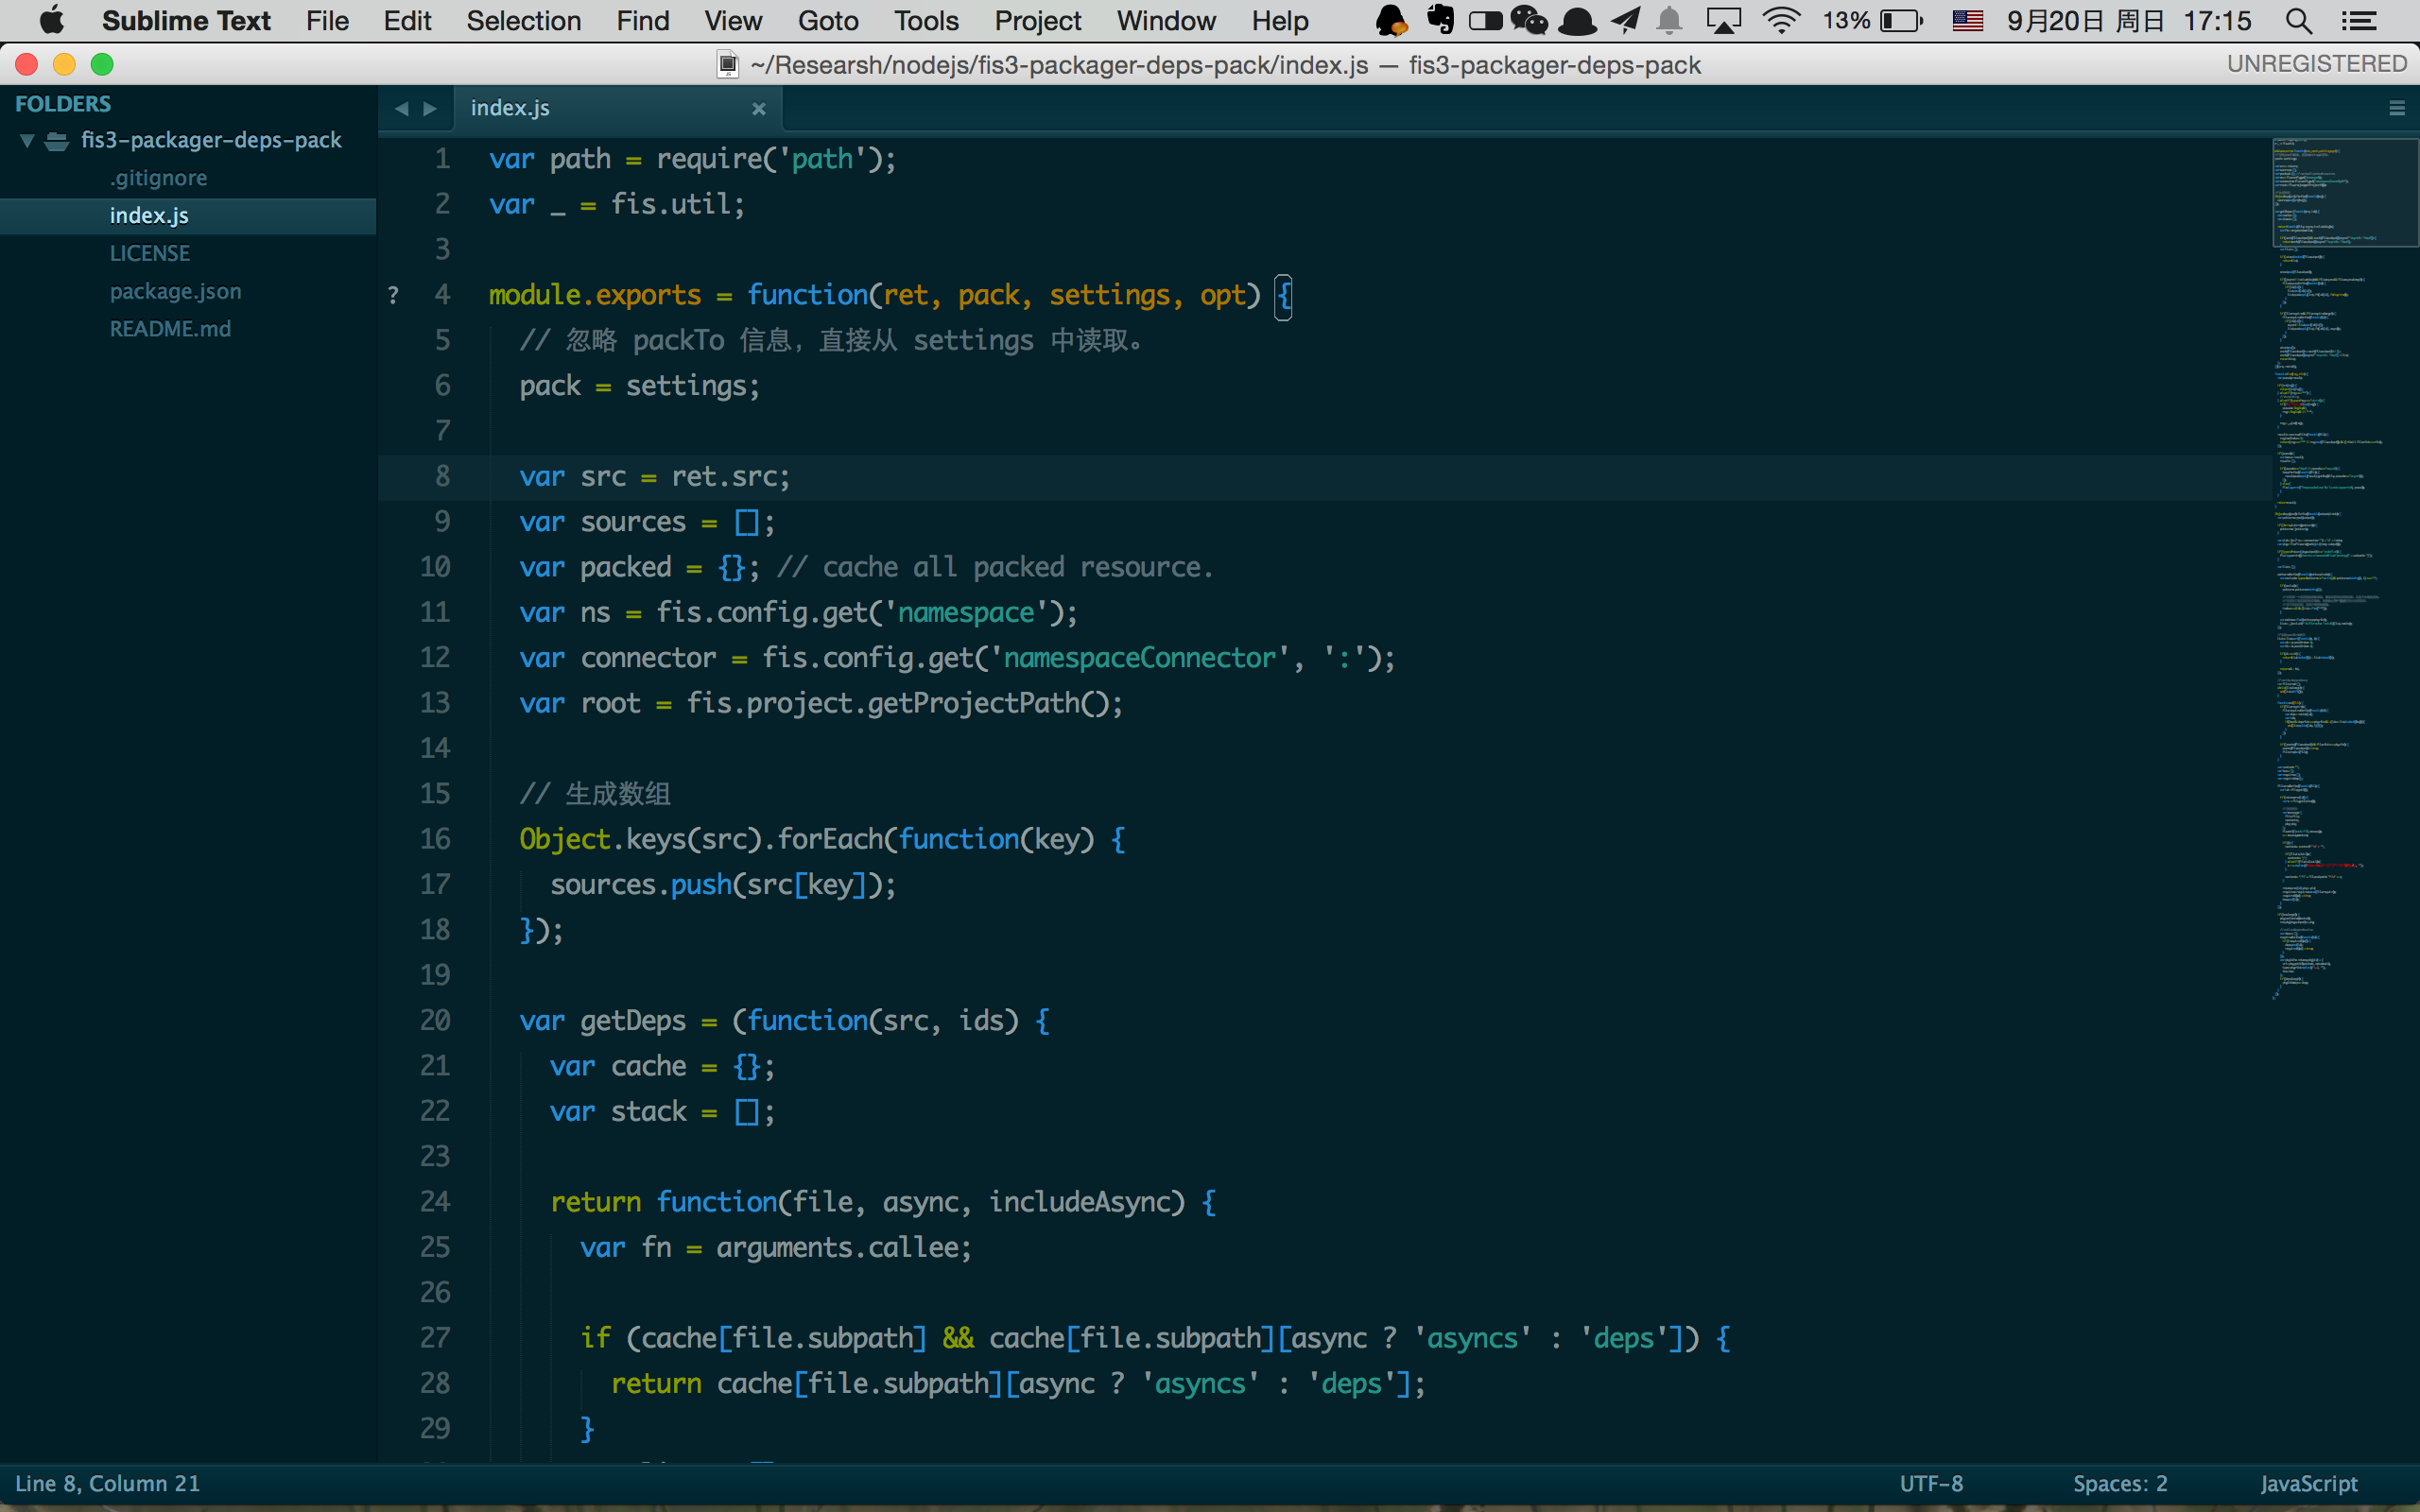 Sublime Text File Edit Selection Find View Goto Tools Project Window Help 13% 9月20日 周日 17:15
~/Researsh/nodejs/fis3-packager-deps-pack/index.js — fis3-packager-deps-pack UNREGISTERED
FOLDERS
fis3-packager-deps-pack
.gitignore
index.js
LICENSE
package.json
README.md
index.js
1 var path = require('path');
2 var _ = fis.util;
3
? 4 module.exports = function(ret, pack, settings, opt) {
5 // 忽略 packTo 信息，直接从 settings 中读取。
6 pack = settings;
7
8 var src = ret.src;
9 var sources = [];
10 var packed = {}; // cache all packed resource.
11 var ns = fis.config.get('namespace');
12 var connector = fis.config.get('namespaceConnector', ':');
13 var root = fis.project.getProjectPath();
14
15 // 生成数组
16 Object.keys(src).forEach(function(key) {
17 sources.push(src[key]);
18 });
19
20 var getDeps = (function(src, ids) {
21 var cache = {};
22 var stack = [];
23
24 return function(file, async, includeAsync) {
25 var fn = arguments.callee;
26
27 if (cache[file.subpath] && cache[file.subpath][async ? 'asyncs' : 'deps']) {
28 return cache[file.subpath][async ? 'asyncs' : 'deps'];
29 }
Line 8, Column 21 UTF-8 Spaces: 2 JavaScript